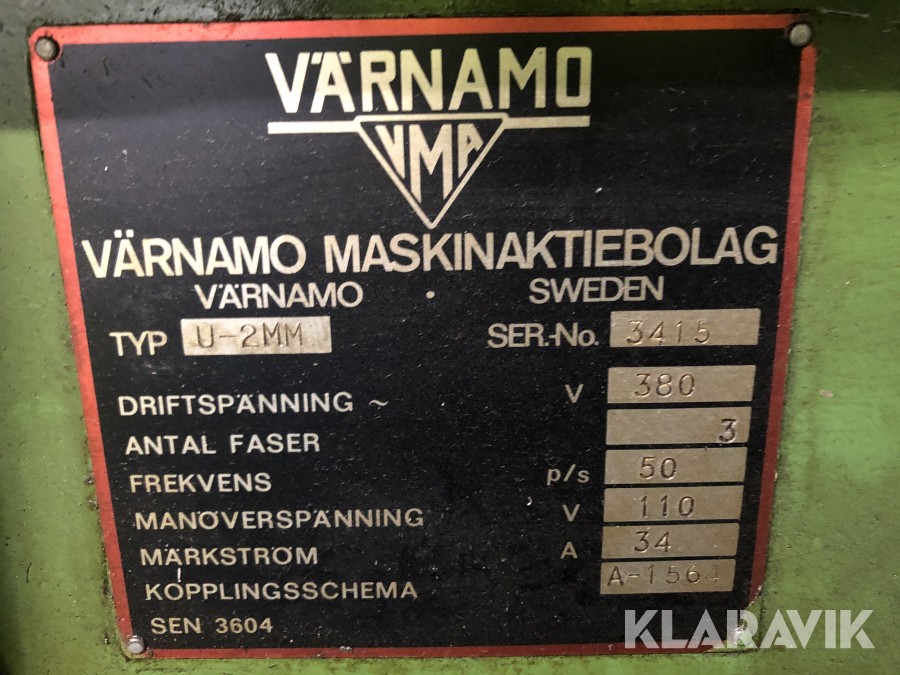 VÄRNAMO
VMA
VÄRNAMO MASKINAKTIEBOLAG
VÄRNAMO · SWEDEN
TYP U-2MM SER.-No. 3415
DRIFTSPÄNNING ~ V 380
ANTAL FASER 3
FREKVENS p/s 50
MANÖVERSPÄNNING V 110
MÄRKSTRÖM A 34
KOPPLINGSSCHEMA A-1564
SEN 3604
KLARAVIK